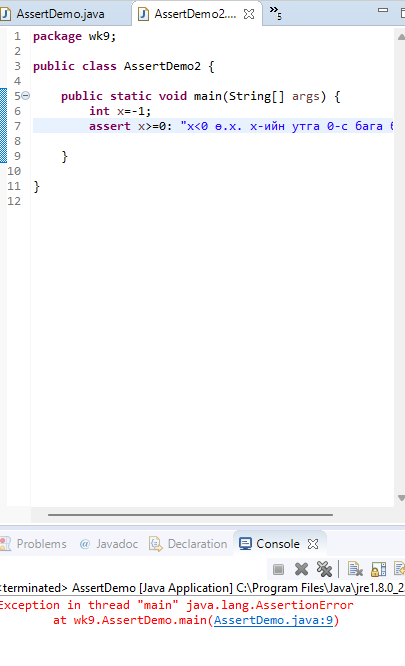 AssertDemo.java
AssertDemo2....
5
1 package wk9;
2
3 public class AssertDemo2 {
4
5 public static void main(String[] args) {
6 int x=-1;
7 assert x>=0: "x<0 ө.х. x-ийн утга 0-с бага б
8
9 }
10
11 }
12
Problems @ Javadoc Declaration Console
<terminated> AssertDemo [Java Application] C:\Program Files\Java\jre1.8.0_2
Exception in thread "main" java.lang.AssertionError
at wk9.AssertDemo.main(AssertDemo.java:9)